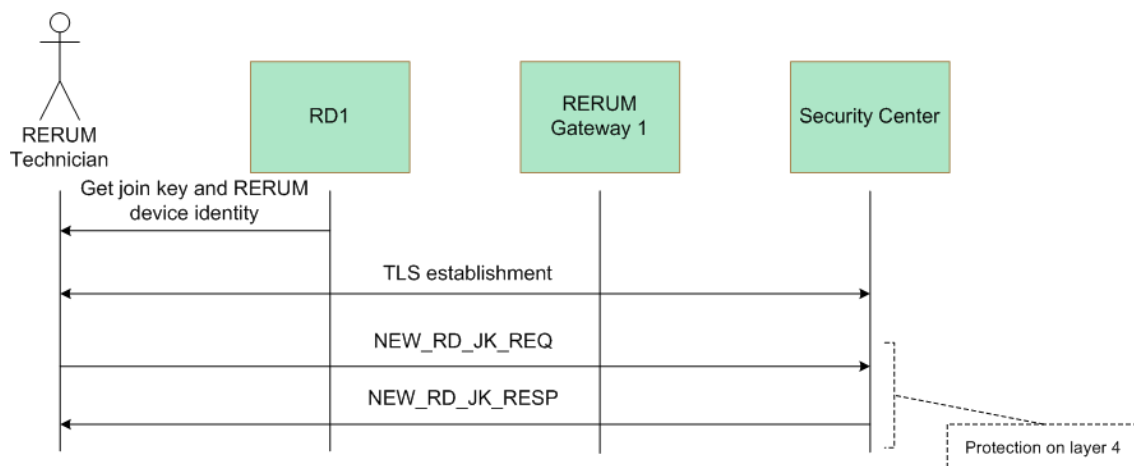 RERUM
Technician
RD1
RERUM
Gateway 1
Security Center
Get join key and RERUM
device identity
TLS establishment
NEW_RD_JK_REQ
NEW_RD_JK_RESP
Protection on layer 4